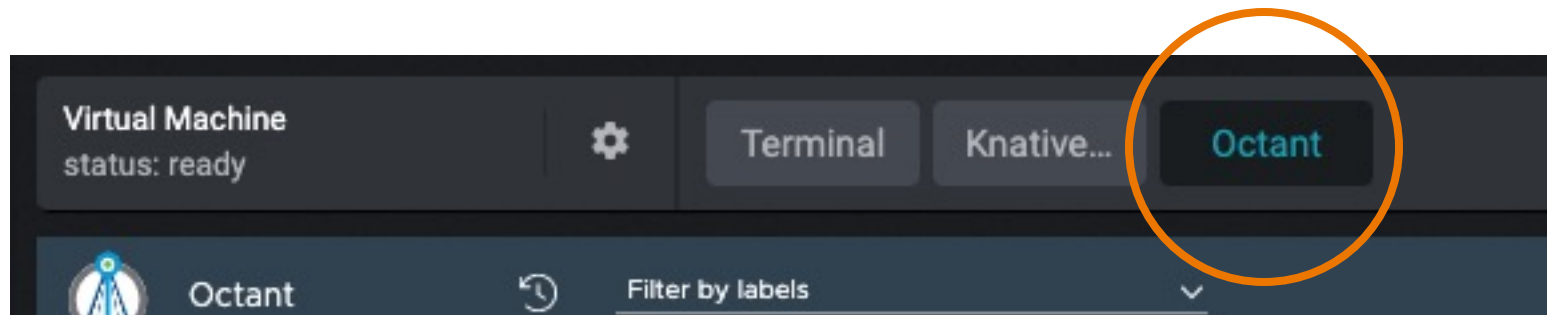 Virtual Machine
status: ready
Terminal
Knative...
Octant
Octant
Filter by labels